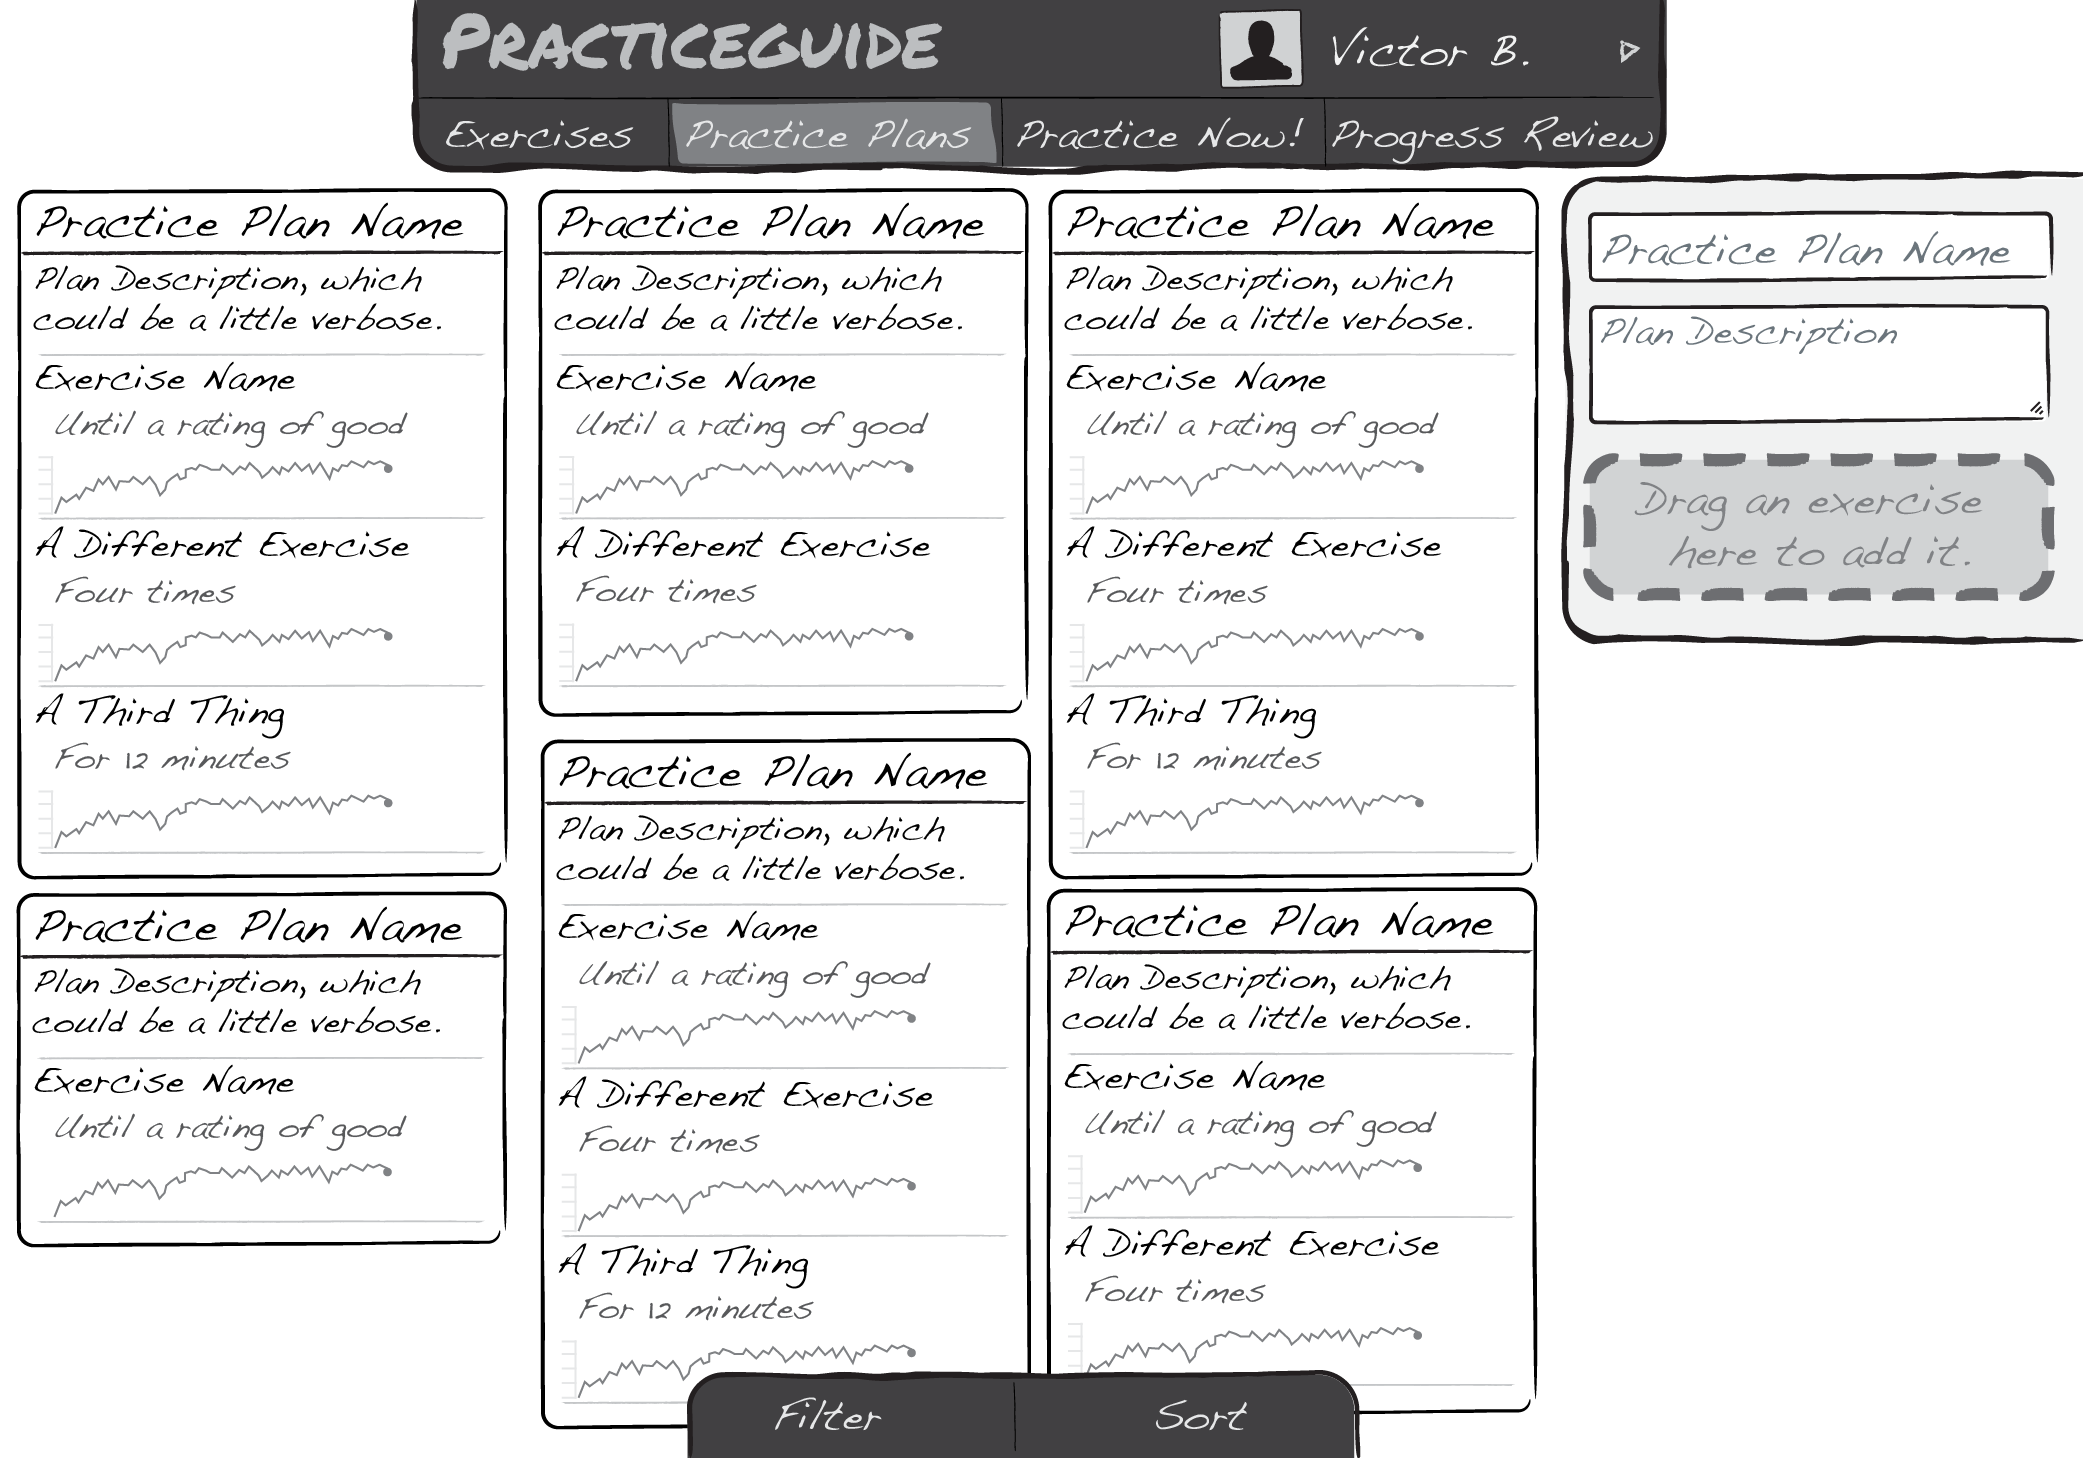 PRACTICEGUIDE
Victor B.
Exercises
Practice Plans
Practice Now!
Progress Review
Practice Plan Name
Plan Description, which
could be a little verbose.
Exercise Name
Until a rating of good
A Different Exercise
Four times
A Third Thing
For 12 minutes
Practice Plan Name
Plan Description, which
could be a little verbose.
Exercise Name
Until a rating of good
Practice Plan Name
Plan Description, which
could be a little verbose.
Exercise Name
Until a rating of good
A Different Exercise
Four times
Practice Plan Name
Plan Description, which
could be a little verbose.
Exercise Name
Until a rating of good
A Different Exercise
Four times
A Third Thing
For 12 minutes
Practice Plan Name
Plan Description, which
could be a little verbose.
Exercise Name
Until a rating of good
A Different Exercise
Four times
A Third Thing
For 12 minutes
Practice Plan Name
Plan Description, which
could be a little verbose.
Exercise Name
Until a rating of good
A Different Exercise
Four times
Practice Plan Name
Plan Description
Drag an exercise
here to add it.
Filter
Sort